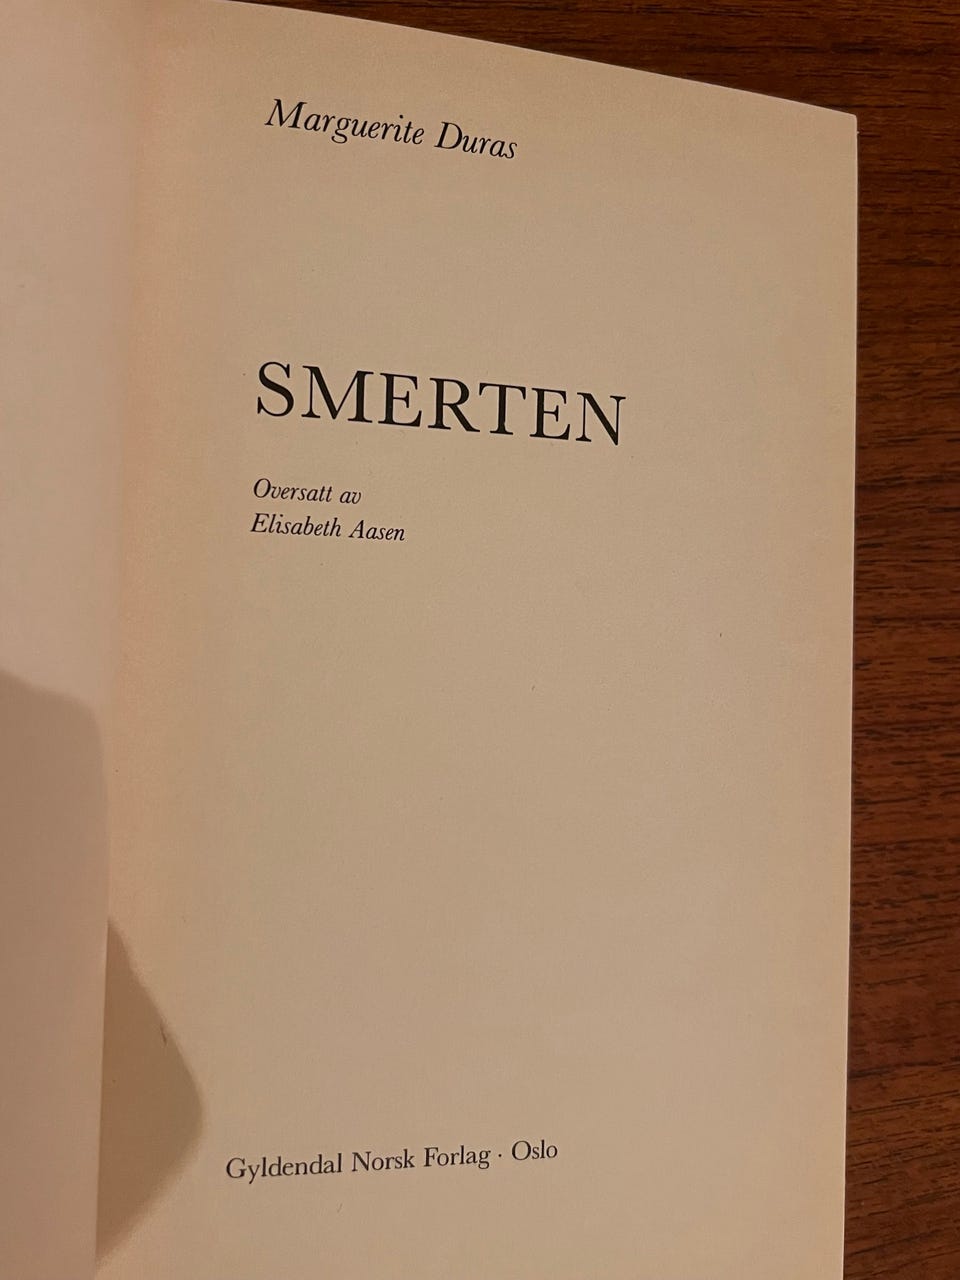 Marguerite Duras
SMERTEN
Oversatt av
Elisabeth Aasen
Gyldendal Norsk Forlag · Oslo